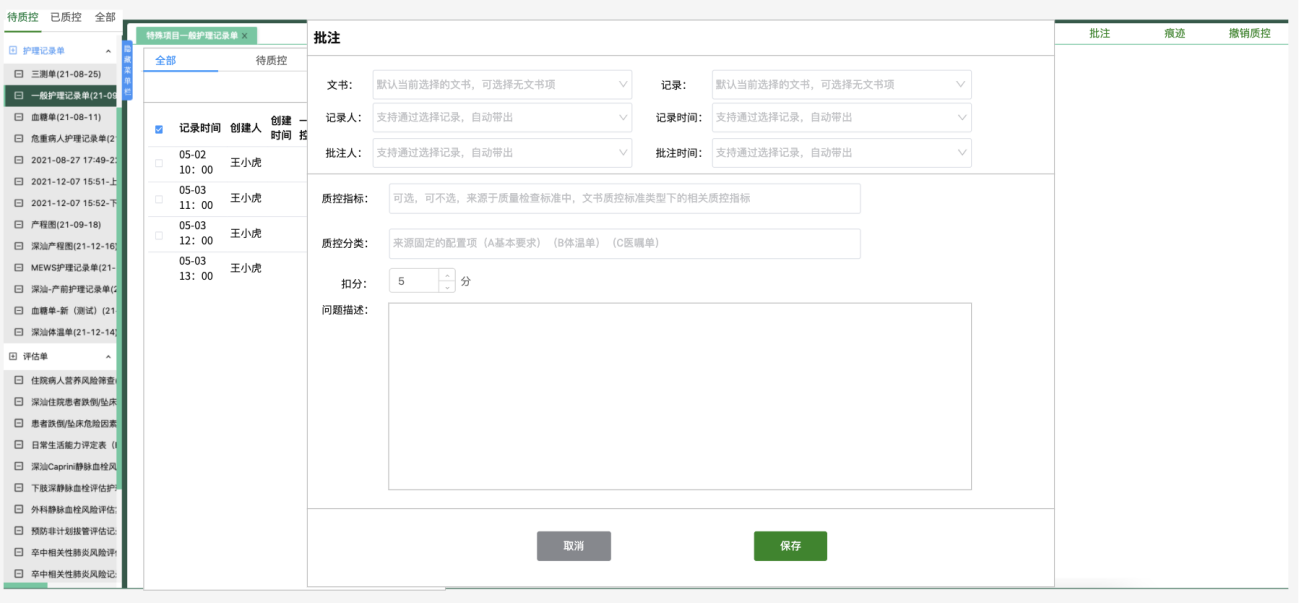 待质控 已质控 全部
护理记录单
三测单(21-08-25)
一般护理记录单(21-09
血糖单(21-08-11)
危重病人护理记录单(2
2021-08-27 17:49-2
2021-12-07 15:51-上
2021-12-07 15:52-下
产程图(21-09-18)
深汕产程图(21-12-16)
MEWS护理记录单(21-
深汕-产前护理记录单(2
血糖单-新（测试）(21
深汕体温单(21-12-14)
评估单
住院病人营养风险筛查
深汕住院患者跌倒/坠床
患者跌倒/坠床危险因素
日常生活能力评定表（
深汕Caprini静脉血栓风
下肢深静脉血栓评估护
外科静脉血栓风险评估
预防非计划拔管评估记
卒中相关性肺炎风险评
卒中相关性肺炎风险记
隐藏菜单栏
特殊项目一般护理记录单 ×
全部 待质控
记录时间 创建人 创建时间 一 控
05-02 10：00 王小虎
05-03 11：00 王小虎
05-03 12：00 王小虎
05-03 13：00 王小虎
批注
文书： 默认当前选择的文书，可选择无文书项 记录： 默认当前选择的文书，可选择无文书项
记录人： 支持通过选择记录，自动带出 记录时间： 支持通过选择记录，自动带出
批注人： 支持通过选择记录，自动带出 批注时间： 支持通过选择记录，自动带出
质控指标： 可选，可不选，来源于质量检查标准中，文书质控标准类型下的相关质控指标
质控分类： 来源固定的配置项（A基本要求）（B体温单）（C医嘱单）
扣分： 5 分
问题描述：
取消 保存
批注 痕迹 撤销质控